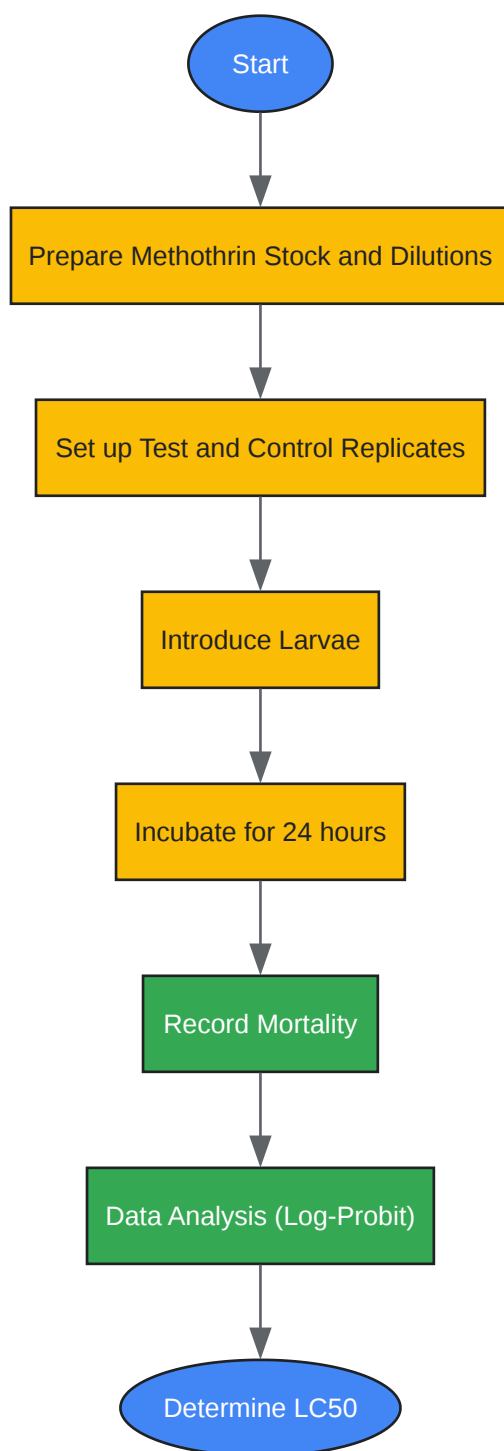 Start
Prepare Methothrin Stock and Dilutions
Set up Test and Control Replicates
Introduce Larvae
Incubate for 24 hours
Record Mortality
Data Analysis (Log-Probit)
Determine LC50